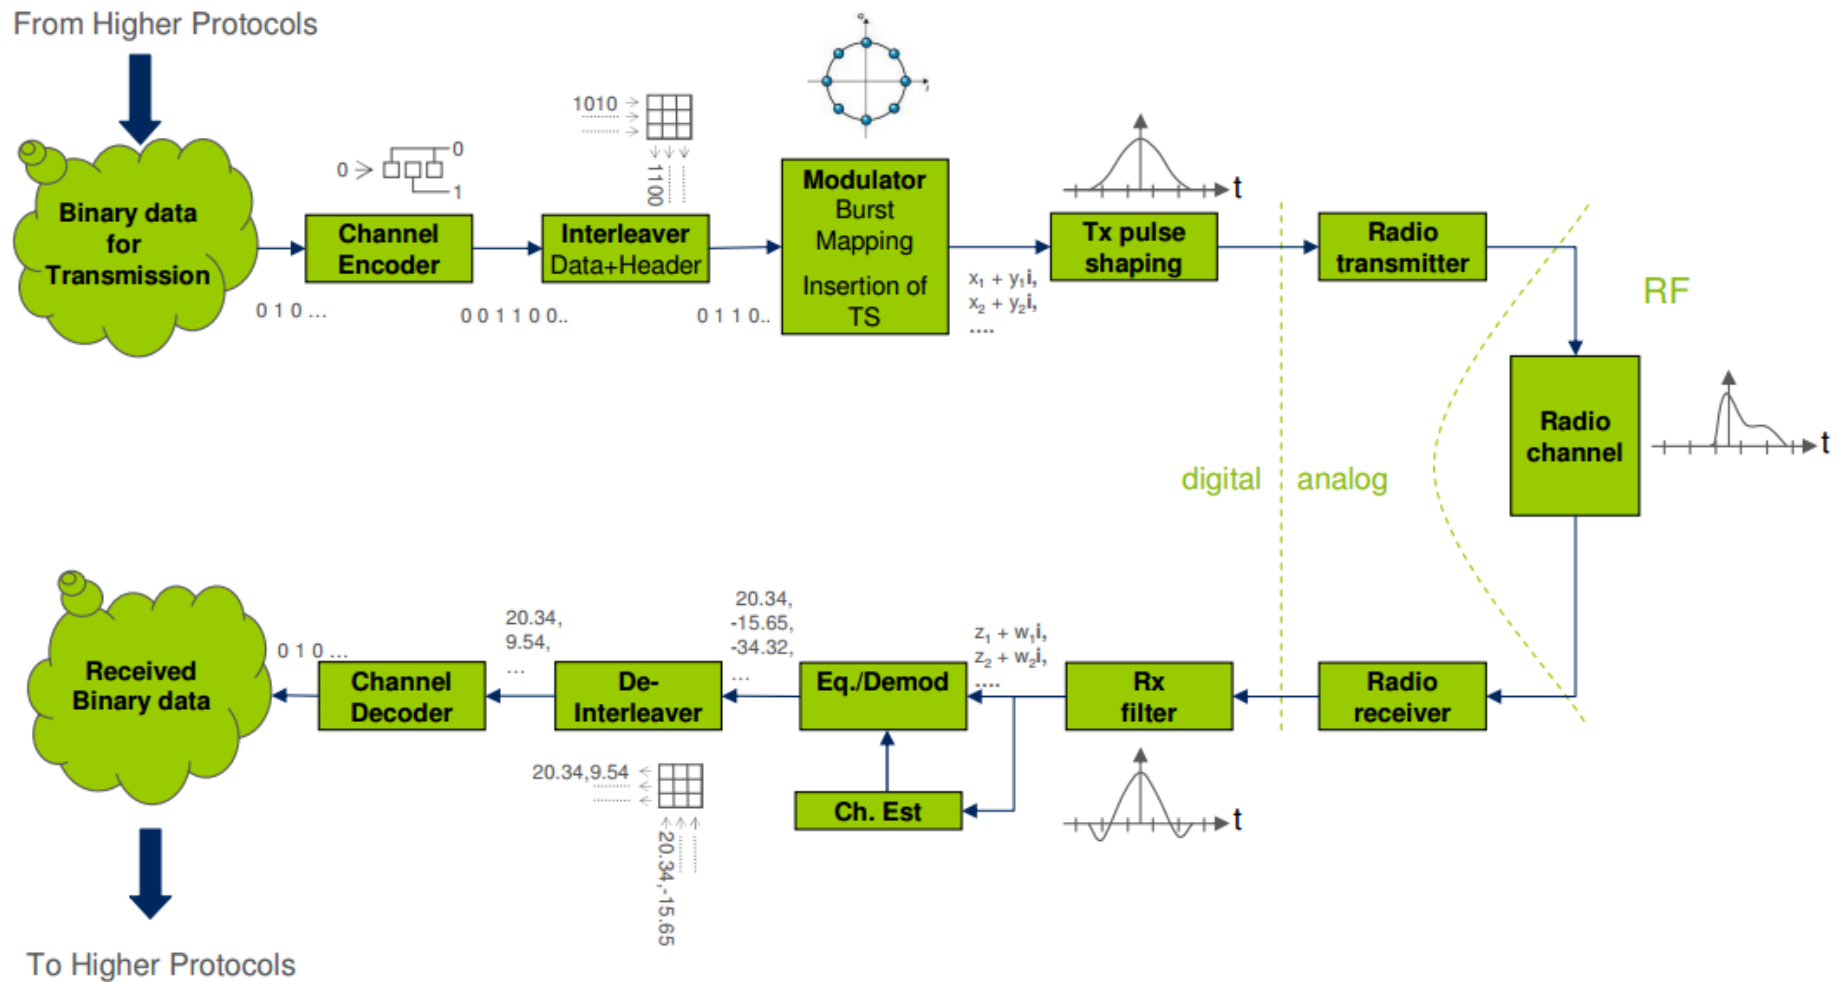 From Higher Protocols
Binary data
for
Transmission
0 1 0 ...
0
0
1
Channel
Encoder
0 0 1 1 0 0..
1010
1100
Interleaver
Data+Header
0 1 1 0..
Modulator
Burst
Mapping
Insertion of
TS
x₁ + y₁i,
x₂ + y₂i,
....
t
Tx pulse
shaping
Radio
transmitter
RF
Radio
channel
t
digital
analog
Radio
receiver
Rx
filter
t
z₁ + w₁i,
z₂ + w₂i,
....
Eq./Demod
Ch. Est
20.34,
-15.65,
-34.32,
...
De-
Interleaver
20.34,9.54
20.34,-15.65
20.34,
9.54,
...
Channel
Decoder
0 1 0 ...
Received
Binary data
To Higher Protocols